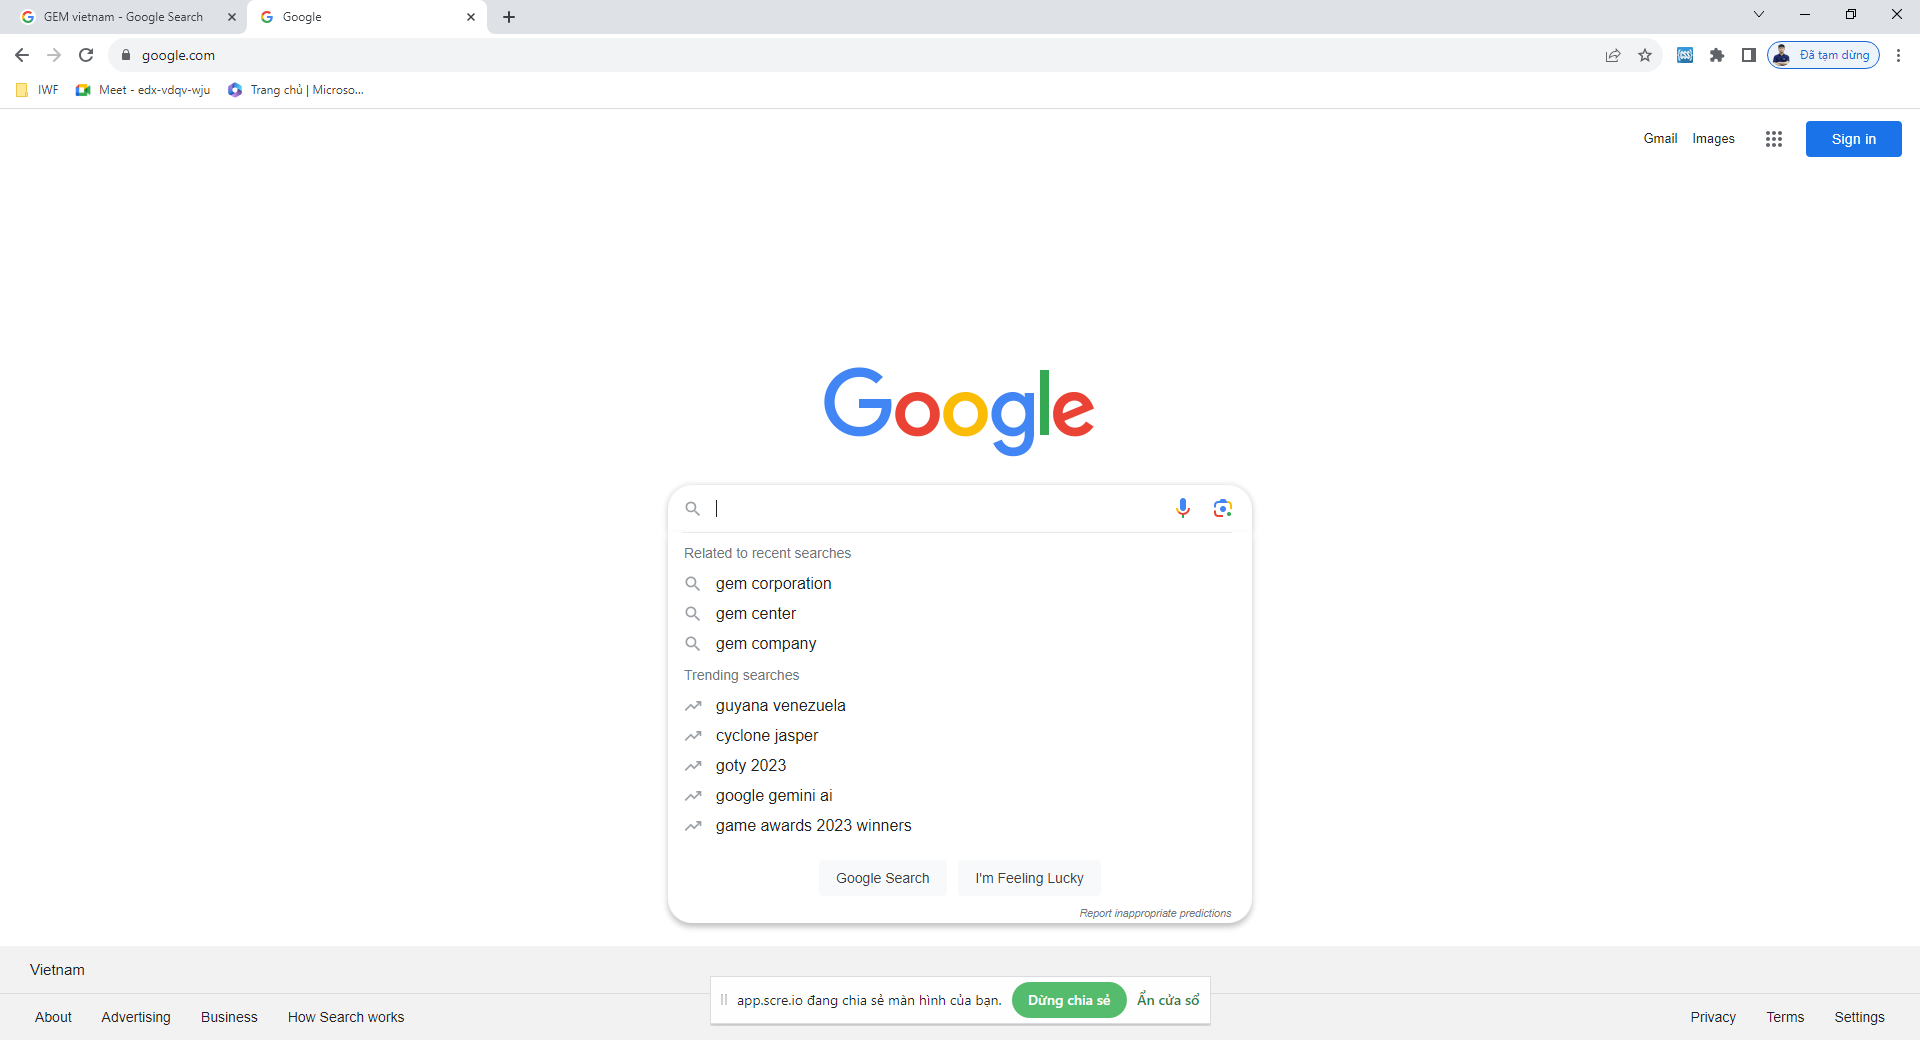 GEM vietnam - Google Search
Google
google.com
Đã tạm dừng
IWF
Meet - edx-vdqv-wju
Trang chủ | Microso...
Gmail
Images
Sign in
Google
Related to recent searches
gem corporation
gem center
gem company
Trending searches
guyana venezuela
cyclone jasper
goty 2023
google gemini ai
game awards 2023 winners
Google Search
I'm Feeling Lucky
Report inappropriate predictions
Vietnam
app.scre.io đang chia sẻ màn hình của bạn.
Dừng chia sẻ
Ẩn cửa sổ
About
Advertising
Business
How Search works
Privacy
Terms
Settings